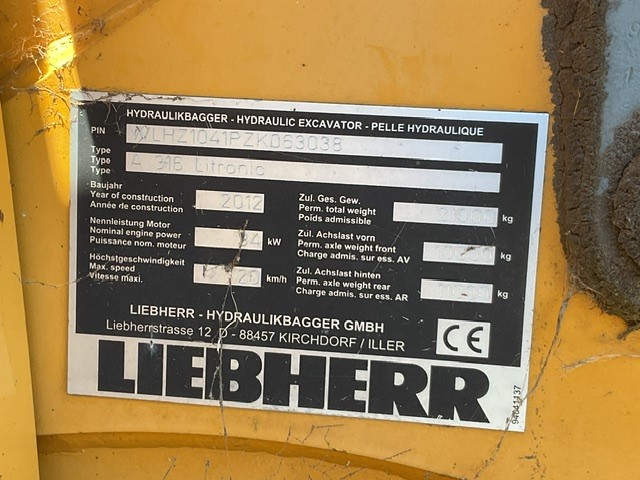 HYDRAULIKBAGGER - HYDRAULIC EXCAVATOR - PELLE HYDRAULIQUE
PIN WLHZ1041PZK063038
Type
Type A 316 Litronic
Type
Baujahr
Year of construction 2012
Année de construction
Nennleistung Motor
Nominal engine power kW
Puissance nom. moteur
Höchstgeschwindigkeit
Max. speed 20 km/h
Vitesse maxi.
Zul. Ges. Gew.
Perm. total weight kg
Poids admissible
Zul. Achslast vorn
Perm. axle weight front kg
Charge admis. sur ess. AV
Zul. Achslast hinten
Perm. axle weight rear kg
Charge admis. sur ess. AR
LIEBHERR - HYDRAULIKBAGGER GMBH
Liebherrstrasse 12 D - 88457 KIRCHDORF / ILLER
CE
LIEBHERR
94041137